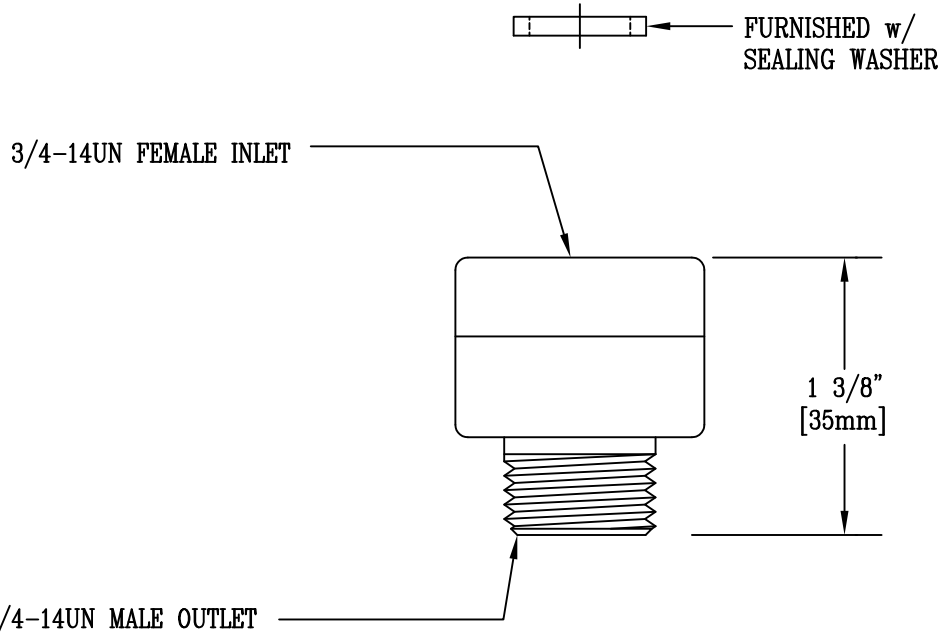 FURNISHED w/
SEALING WASHER
3/4-14UN FEMALE INLET
1 3/8"
[35mm]
/4-14UN MALE OUTLET